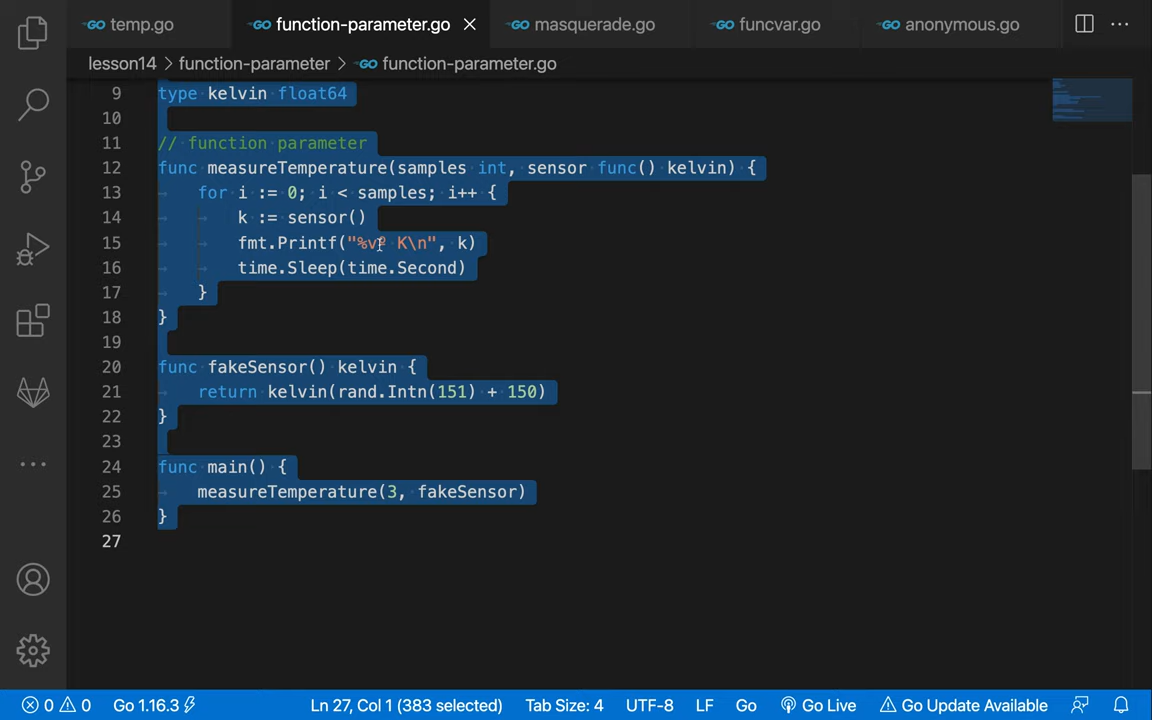 temp.go function-parameter.go masquerade.go funcvar.go anonymous.go
lesson14 > function-parameter > function-parameter.go
9 type kelvin float64
10
11 // function parameter
12 func measureTemperature(samples int, sensor func() kelvin) {
13 for i := 0; i < samples; i++ {
14 k := sensor()
15 fmt.Printf("%vº K\n", k)
16 time.Sleep(time.Second)
17 }
18 }
19
20 func fakeSensor() kelvin {
21 return kelvin(rand.Intn(151) + 150)
22 }
23
24 func main() {
25 measureTemperature(3, fakeSensor)
26 }
27
0 0 Go 1.16.3 Ln 27, Col 1 (383 selected) Tab Size: 4 UTF-8 LF Go Go Live Go Update Available